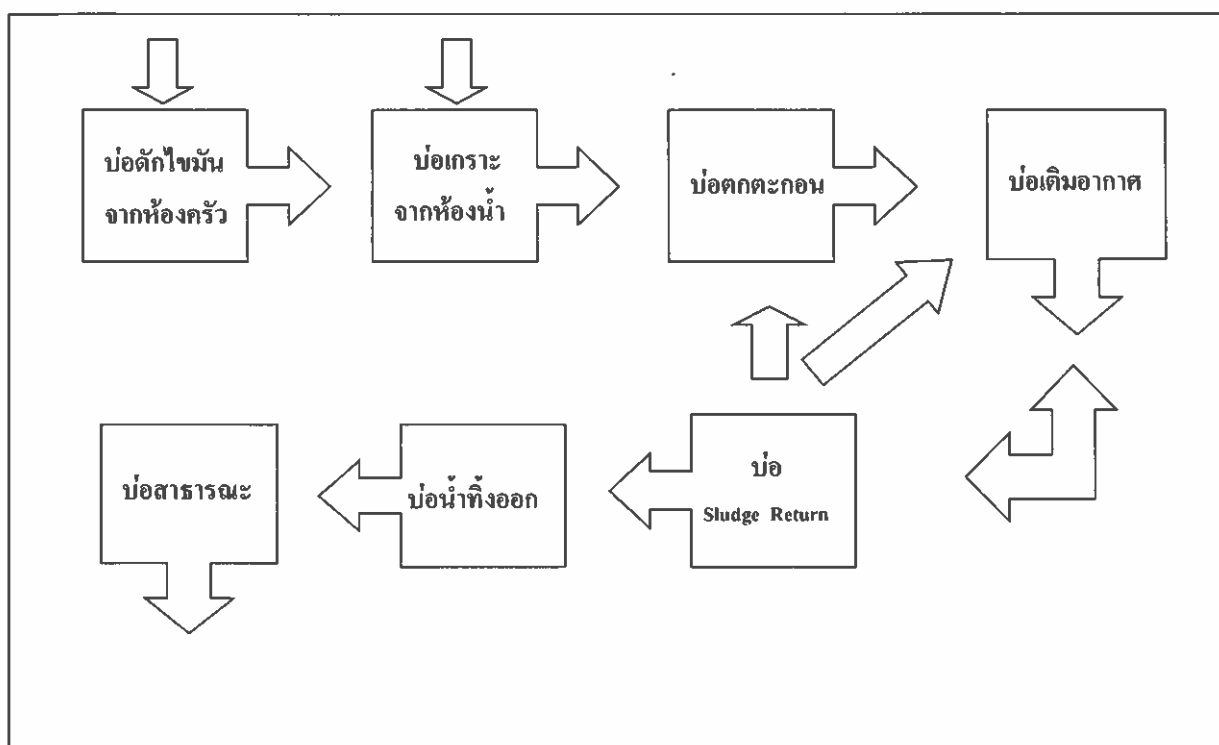 บ่อดักไขมัน
จากห้องครัว
บ่อเกราะ
จากห้องน้ำ
บ่อตกตะกอน
บ่อเติมอากาศ
บ่อสาธารณะ
บ่อน้ำทิ้งออก
บ่อ
Sludge Return